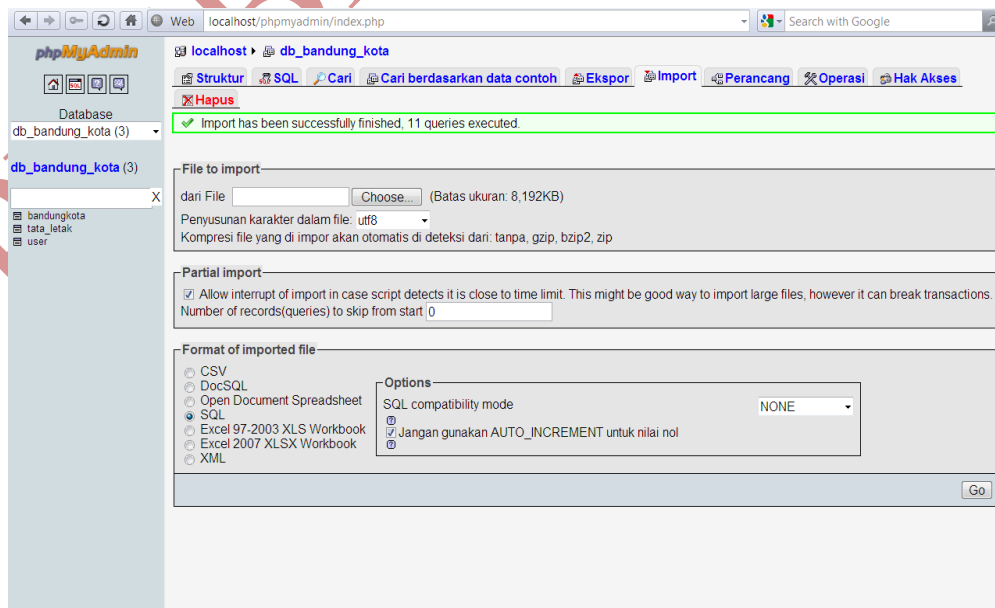 Web localhost/phpmyadmin/index.php Search with Google
phpMyAdmin
Database
db_bandung_kota (3)
db_bandung_kota (3)
X
bandungkota
tata_letak
user
localhost db_bandung_kota
Struktur SQL Cari Cari berdasarkan data contoh Ekspor Import Perancang Operasi Hak Akses
Hapus
Import has been successfully finished, 11 queries executed.
File to import
dari File Choose... (Batas ukuran: 8,192KB)
Penyusunan karakter dalam file: utf8
Kompresi file yang di impor akan otomatis di deteksi dari: tanpa, gzip, bzip2, zip
Partial import
Allow interrupt of import in case script detects it is close to time limit. This might be good way to import large files, however it can break transactions.
Number of records(queries) to skip from start 0
Format of imported file
CSV
DocSQL
Open Document Spreadsheet
SQL
Excel 97-2003 XLS Workbook
Excel 2007 XLSX Workbook
XML
Options
SQL compatibility mode NONE
Jangan gunakan AUTO_INCREMENT untuk nilai nol
Go